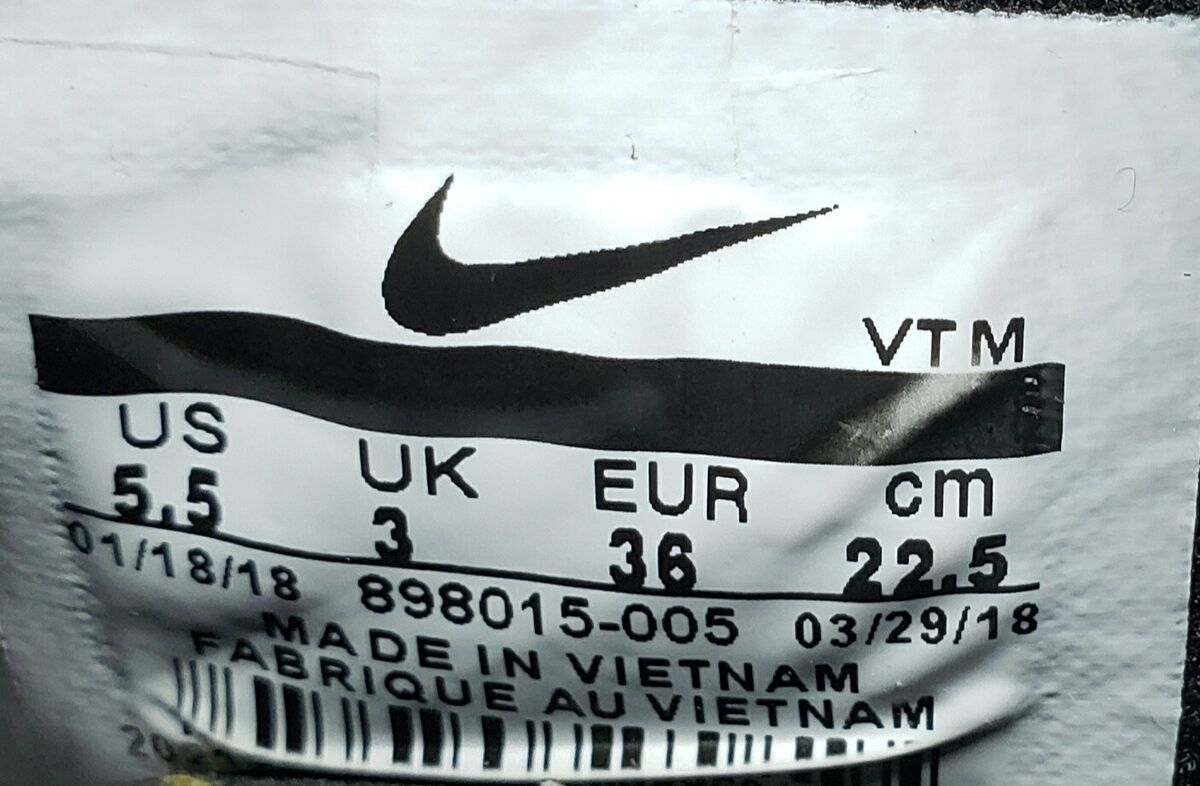 VTM
US UK EUR cm
5.5 3 36 22.5
01/18/18 898015-005 03/29/18
MADE IN VIETNAM
FABRIQUE AU VIETNAM